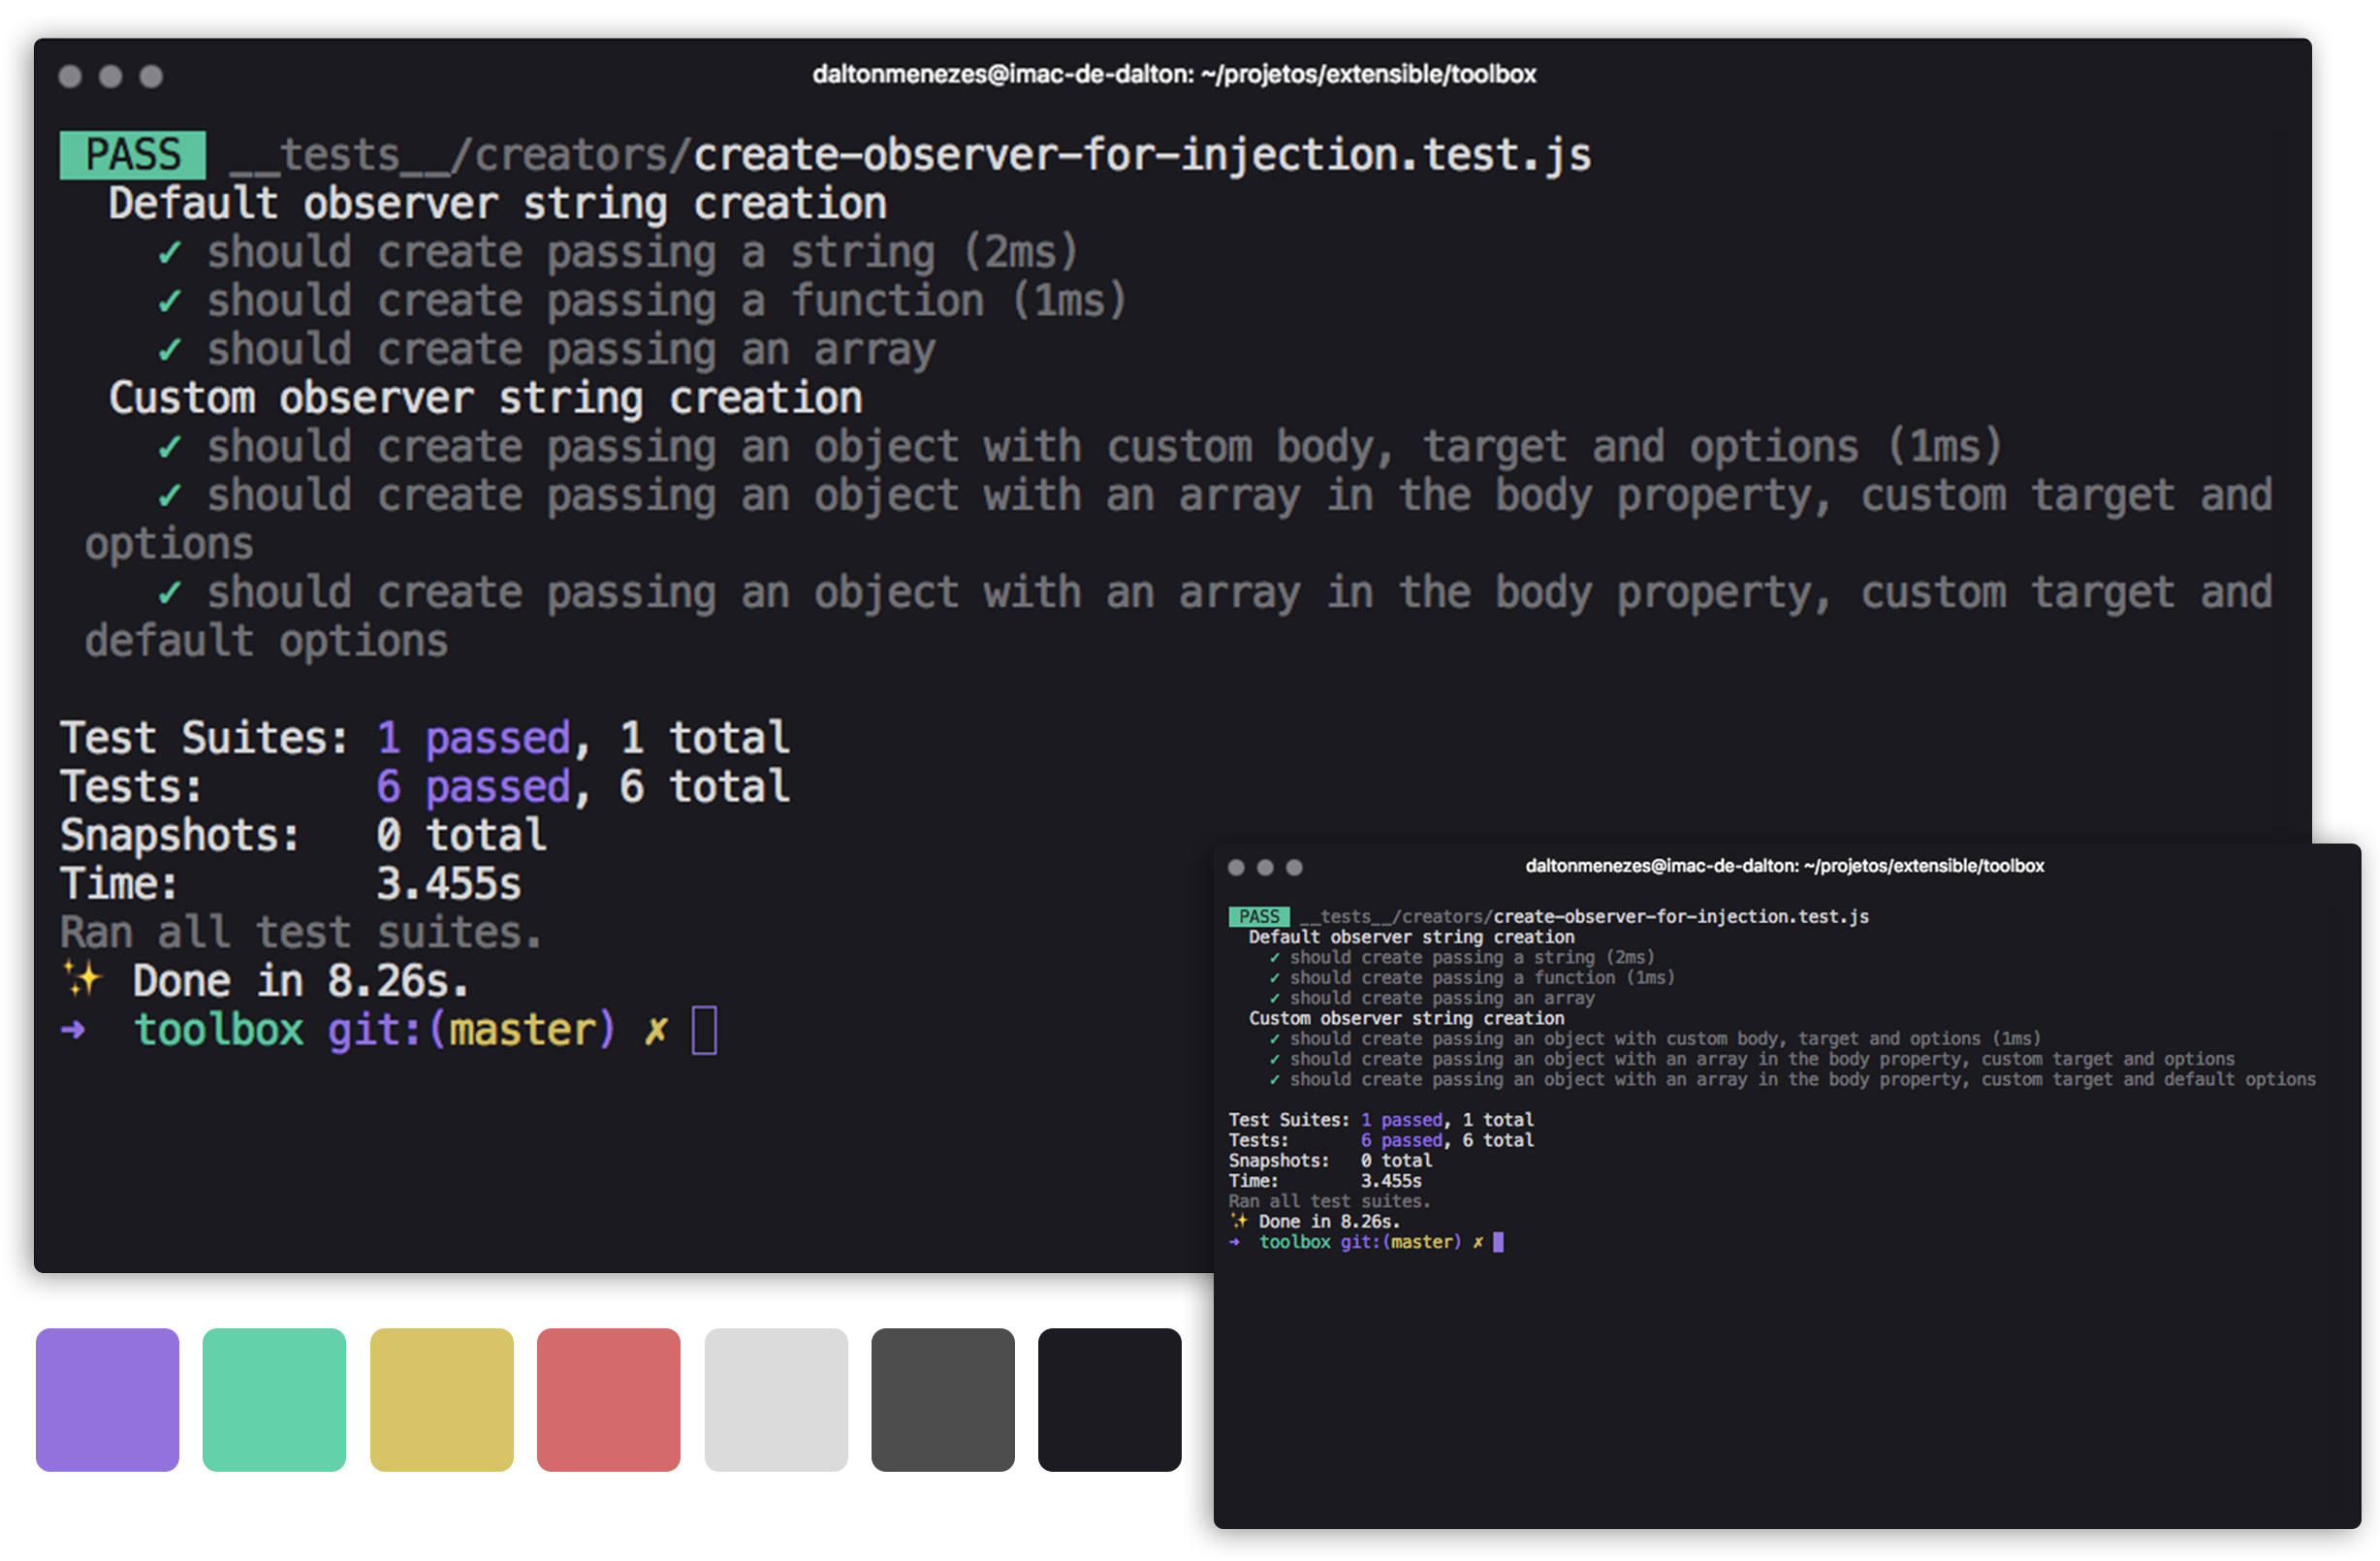 daltonmenezes@imac-de-dalton: ~/projetos/extensible/toolbox
PASS __tests__/creators/create-observer-for-injection.test.js
Default observer string creation
✓ should create passing a string (2ms)
✓ should create passing a function (1ms)
✓ should create passing an array
Custom observer string creation
✓ should create passing an object with custom body, target and options (1ms)
✓ should create passing an object with an array in the body property, custom target and
options
✓ should create passing an object with an array in the body property, custom target and
default options
Test Suites: 1 passed, 1 total
Tests: 6 passed, 6 total
Snapshots: 0 total
Time: 3.455s
Ran all test suites.
✨ Done in 8.26s.
➜ toolbox git:(master) ✗
daltonmenezes@imac-de-dalton: ~/projetos/extensible/toolbox
PASS __tests__/creators/create-observer-for-injection.test.js
Default observer string creation
✓ should create passing a string (2ms)
✓ should create passing a function (1ms)
✓ should create passing an array
Custom observer string creation
✓ should create passing an object with custom body, target and options (1ms)
✓ should create passing an object with an array in the body property, custom target and options
✓ should create passing an object with an array in the body property, custom target and default options
Test Suites: 1 passed, 1 total
Tests: 6 passed, 6 total
Snapshots: 0 total
Time: 3.455s
Ran all test suites.
✨ Done in 8.26s.
➜ toolbox git:(master) ✗